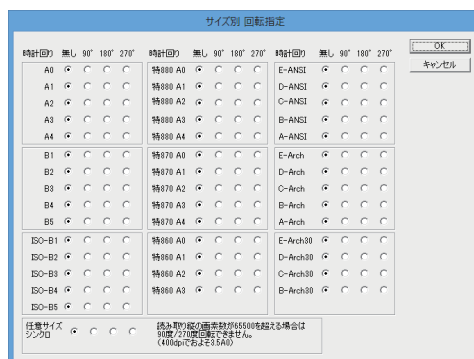 サイズ別 回転指定
時計回り 無し 90° 180° 270° 時計回り 無し 90° 180° 270° 時計回り 無し 90° 180° 270° OK
キャンセル
A0 特880 A0 E-ANSI
A1 特880 A1 D-ANSI
A2 特880 A2 C-ANSI
A3 特880 A3 B-ANSI
A4 特880 A4 A-ANSI
B1 特870 A0 E-Arch
B2 特870 A1 D-Arch
B3 特870 A2 C-Arch
B4 特870 A3 B-Arch
B5 特870 A4 A-Arch
ISO-B1 特860 A0 E-Arch30
ISO-B2 特860 A1 D-Arch30
ISO-B3 特860 A2 C-Arch30
ISO-B4 特860 A3 B-Arch30
ISO-B5
任意サイズ
シンクロ
読み取り縦の画素数が65500を超える場合は
90度/270度回転できません。
(400dpiでおよそ3.5A0)